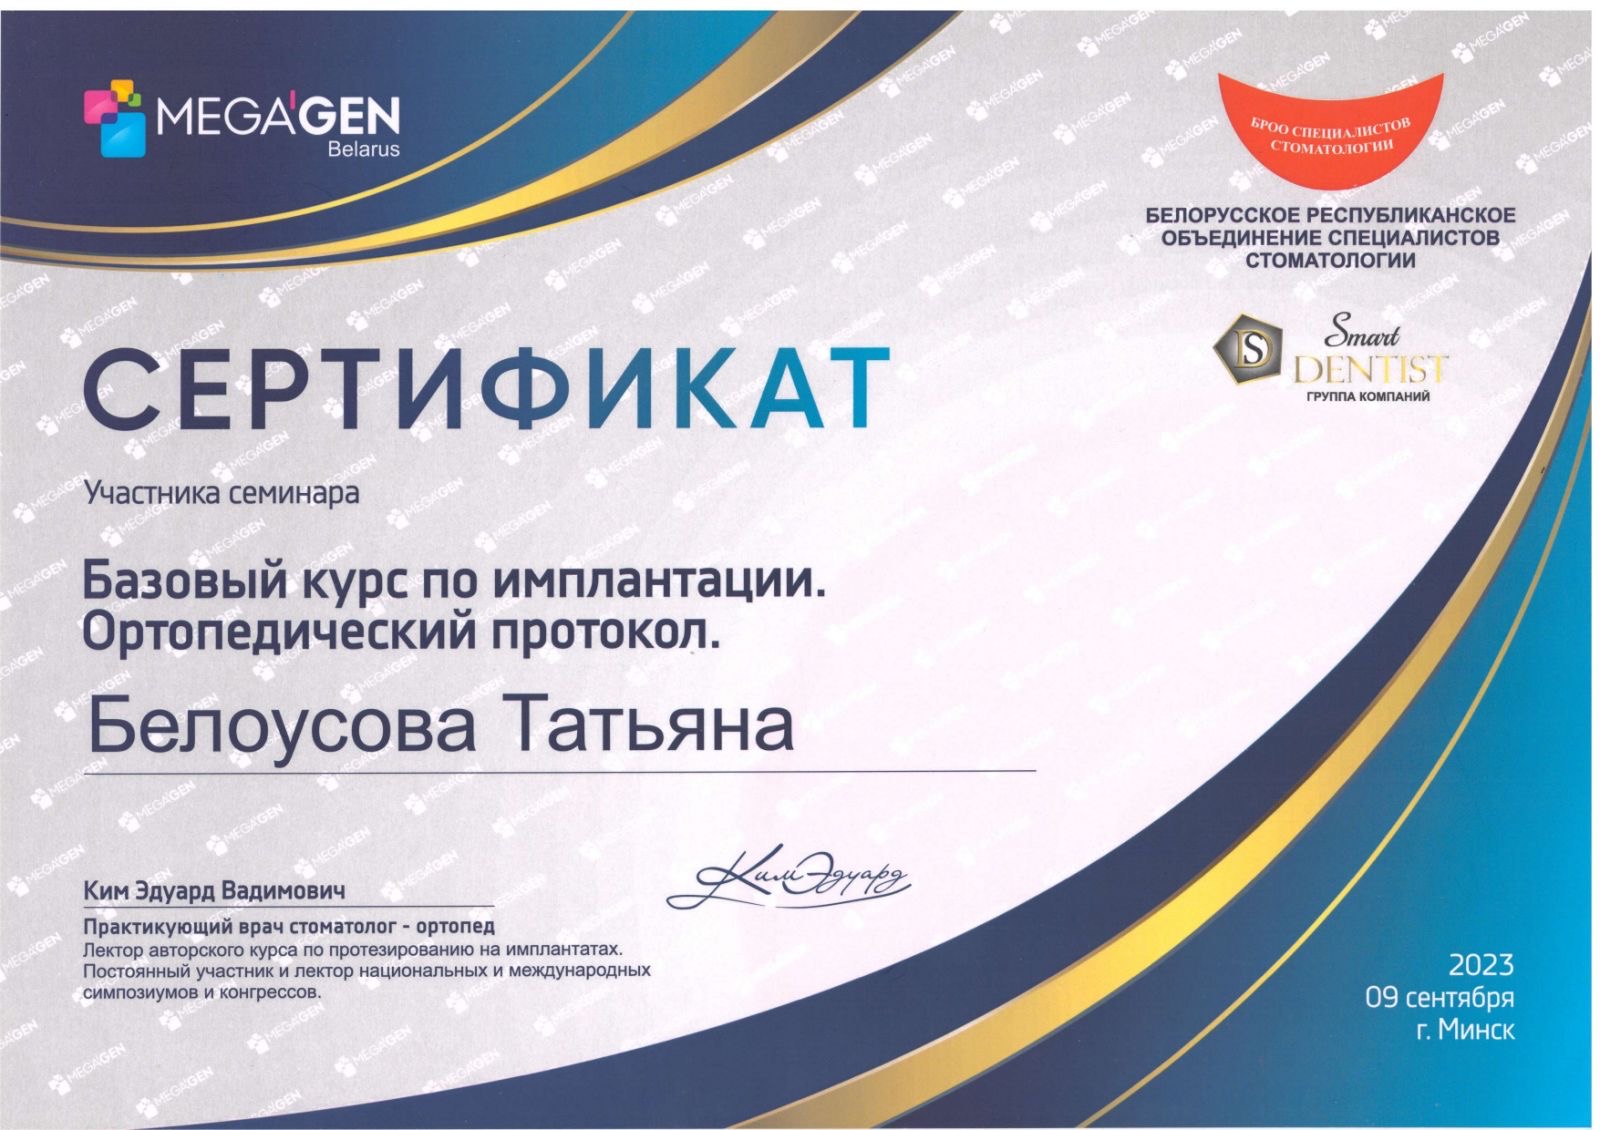 MEGA'GEN
Belarus
БРОО СПЕЦИАЛИСТОВ
СТОМАТОЛОГИИ
БЕЛОРУССКОЕ РЕСПУБЛИКАНСКОЕ
ОБЪЕДИНЕНИЕ СПЕЦИАЛИСТОВ
СТОМАТОЛОГИИ
DS
Smart
DENTIST
ГРУППА КОМПАНИЙ
СЕРТИФИКАТ
Участника семинара
Базовый курс по имплантации.
Ортопедический протокол.
Белоусова Татьяна
Ким Эдуард
Ким Эдуард Вадимович
Практикующий врач стоматолог - ортопед
Лектор авторского курса по протезированию на имплантатах.
Постоянный участник и лектор национальных и международных
симпозиумов и конгрессов.
2023
09 сентября
г. Минск